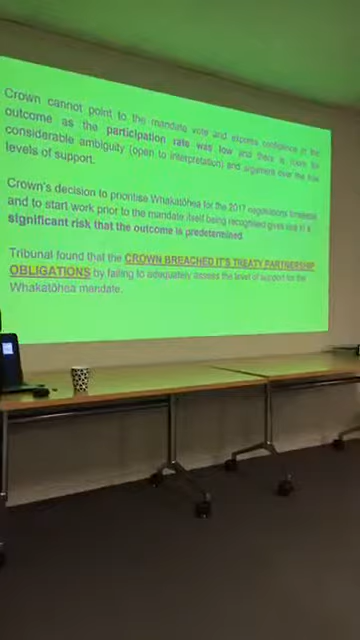 Crown cannot point to the mandate vote and express confidence in the
outcome as the participation rate was low and there is room for
considerable ambiguity (open to interpretation) and argument over the true
levels of support.
Crown's decision to prioritise Whakatōhea for the 2017 negotiations
and to start work prior to the mandate itself being recognised gives rise to a
significant risk that the outcome is predetermined.
Tribunal found that the CROWN BREACHED IT'S TREATY PARTNERSHIP
OBLIGATIONS by failing to adequately assess the level of support for the
Whakatōhea mandate.